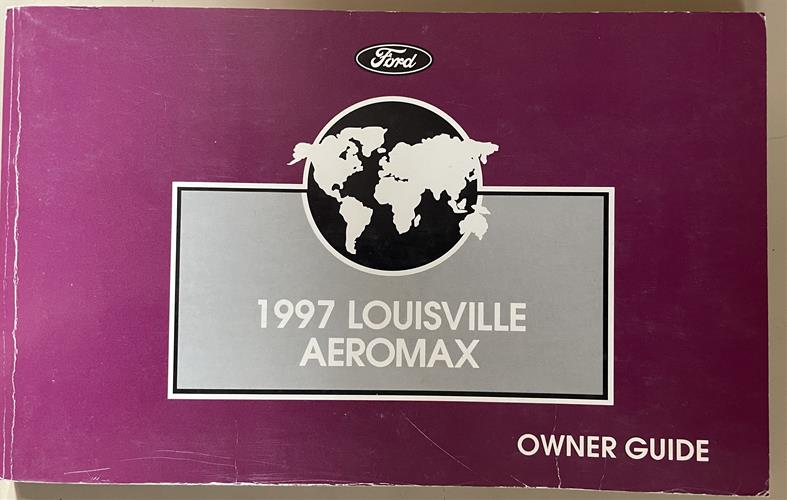 Ford
1997 LOUISVILLE
AEROMAX
OWNER GUIDE